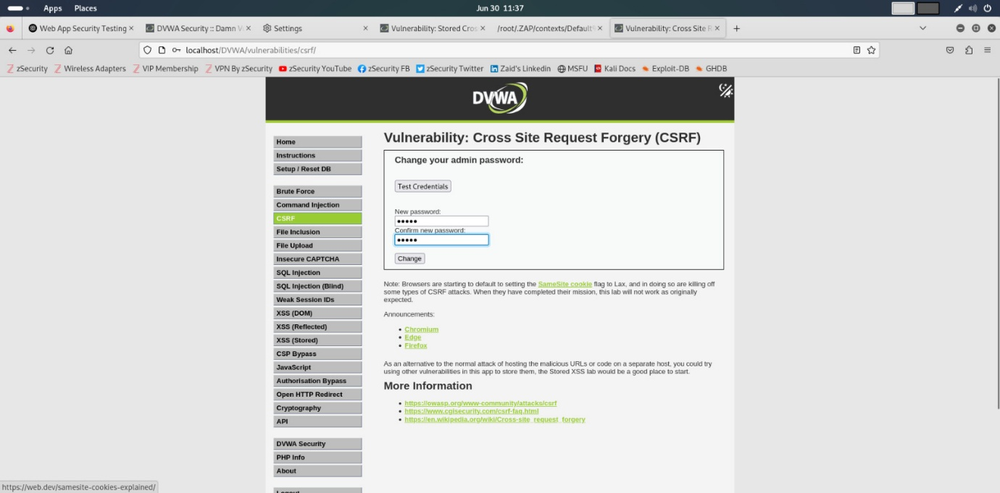 Apps Places Jun 30 11:37
Web App Security Testing × DVWA Security :: Damn V × Settings × Vulnerability: Stored Cros × /root/.ZAP/contexts/Default × Vulnerability: Cross Site R × +
localhost/DVWA/vulnerabilities/csrf/
zSecurity Wireless Adapters VIP Membership VPN By zSecurity zSecurity YouTube zSecurity FB zSecurity Twitter Zaid's Linkedin MSFU Kali Docs Exploit-DB GHDB
DVWA
Home
Instructions
Setup / Reset DB
Brute Force
Command Injection
CSRF
File Inclusion
File Upload
Insecure CAPTCHA
SQL Injection
SQL Injection (Blind)
Weak Session IDs
XSS (DOM)
XSS (Reflected)
XSS (Stored)
CSP Bypass
JavaScript
Authorisation Bypass
Open HTTP Redirect
Cryptography
API
DVWA Security
PHP Info
About
Logout
Vulnerability: Cross Site Request Forgery (CSRF)
Change your admin password:
Test Credentials
New password:
•••••
Confirm new password:
•••••
Change
Note: Browsers are starting to default to setting the SameSite cookie flag to Lax, and in doing so are killing off
some types of CSRF attacks. When they have completed their mission, this lab will not work as originally
expected.
Announcements:
• Chromium
• Edge
• Firefox
As an alternative to the normal attack of hosting the malicious URLs or code on a separate host, you could try
using other vulnerabilities in this app to store them, the Stored XSS lab would be a good place to start.
More Information
• https://owasp.org/www-community/attacks/csrf
• https://www.cgisecurity.com/csrf-faq.html
• https://en.wikipedia.org/wiki/Cross-site_request_forgery
https://web.dev/samesite-cookies-explained/